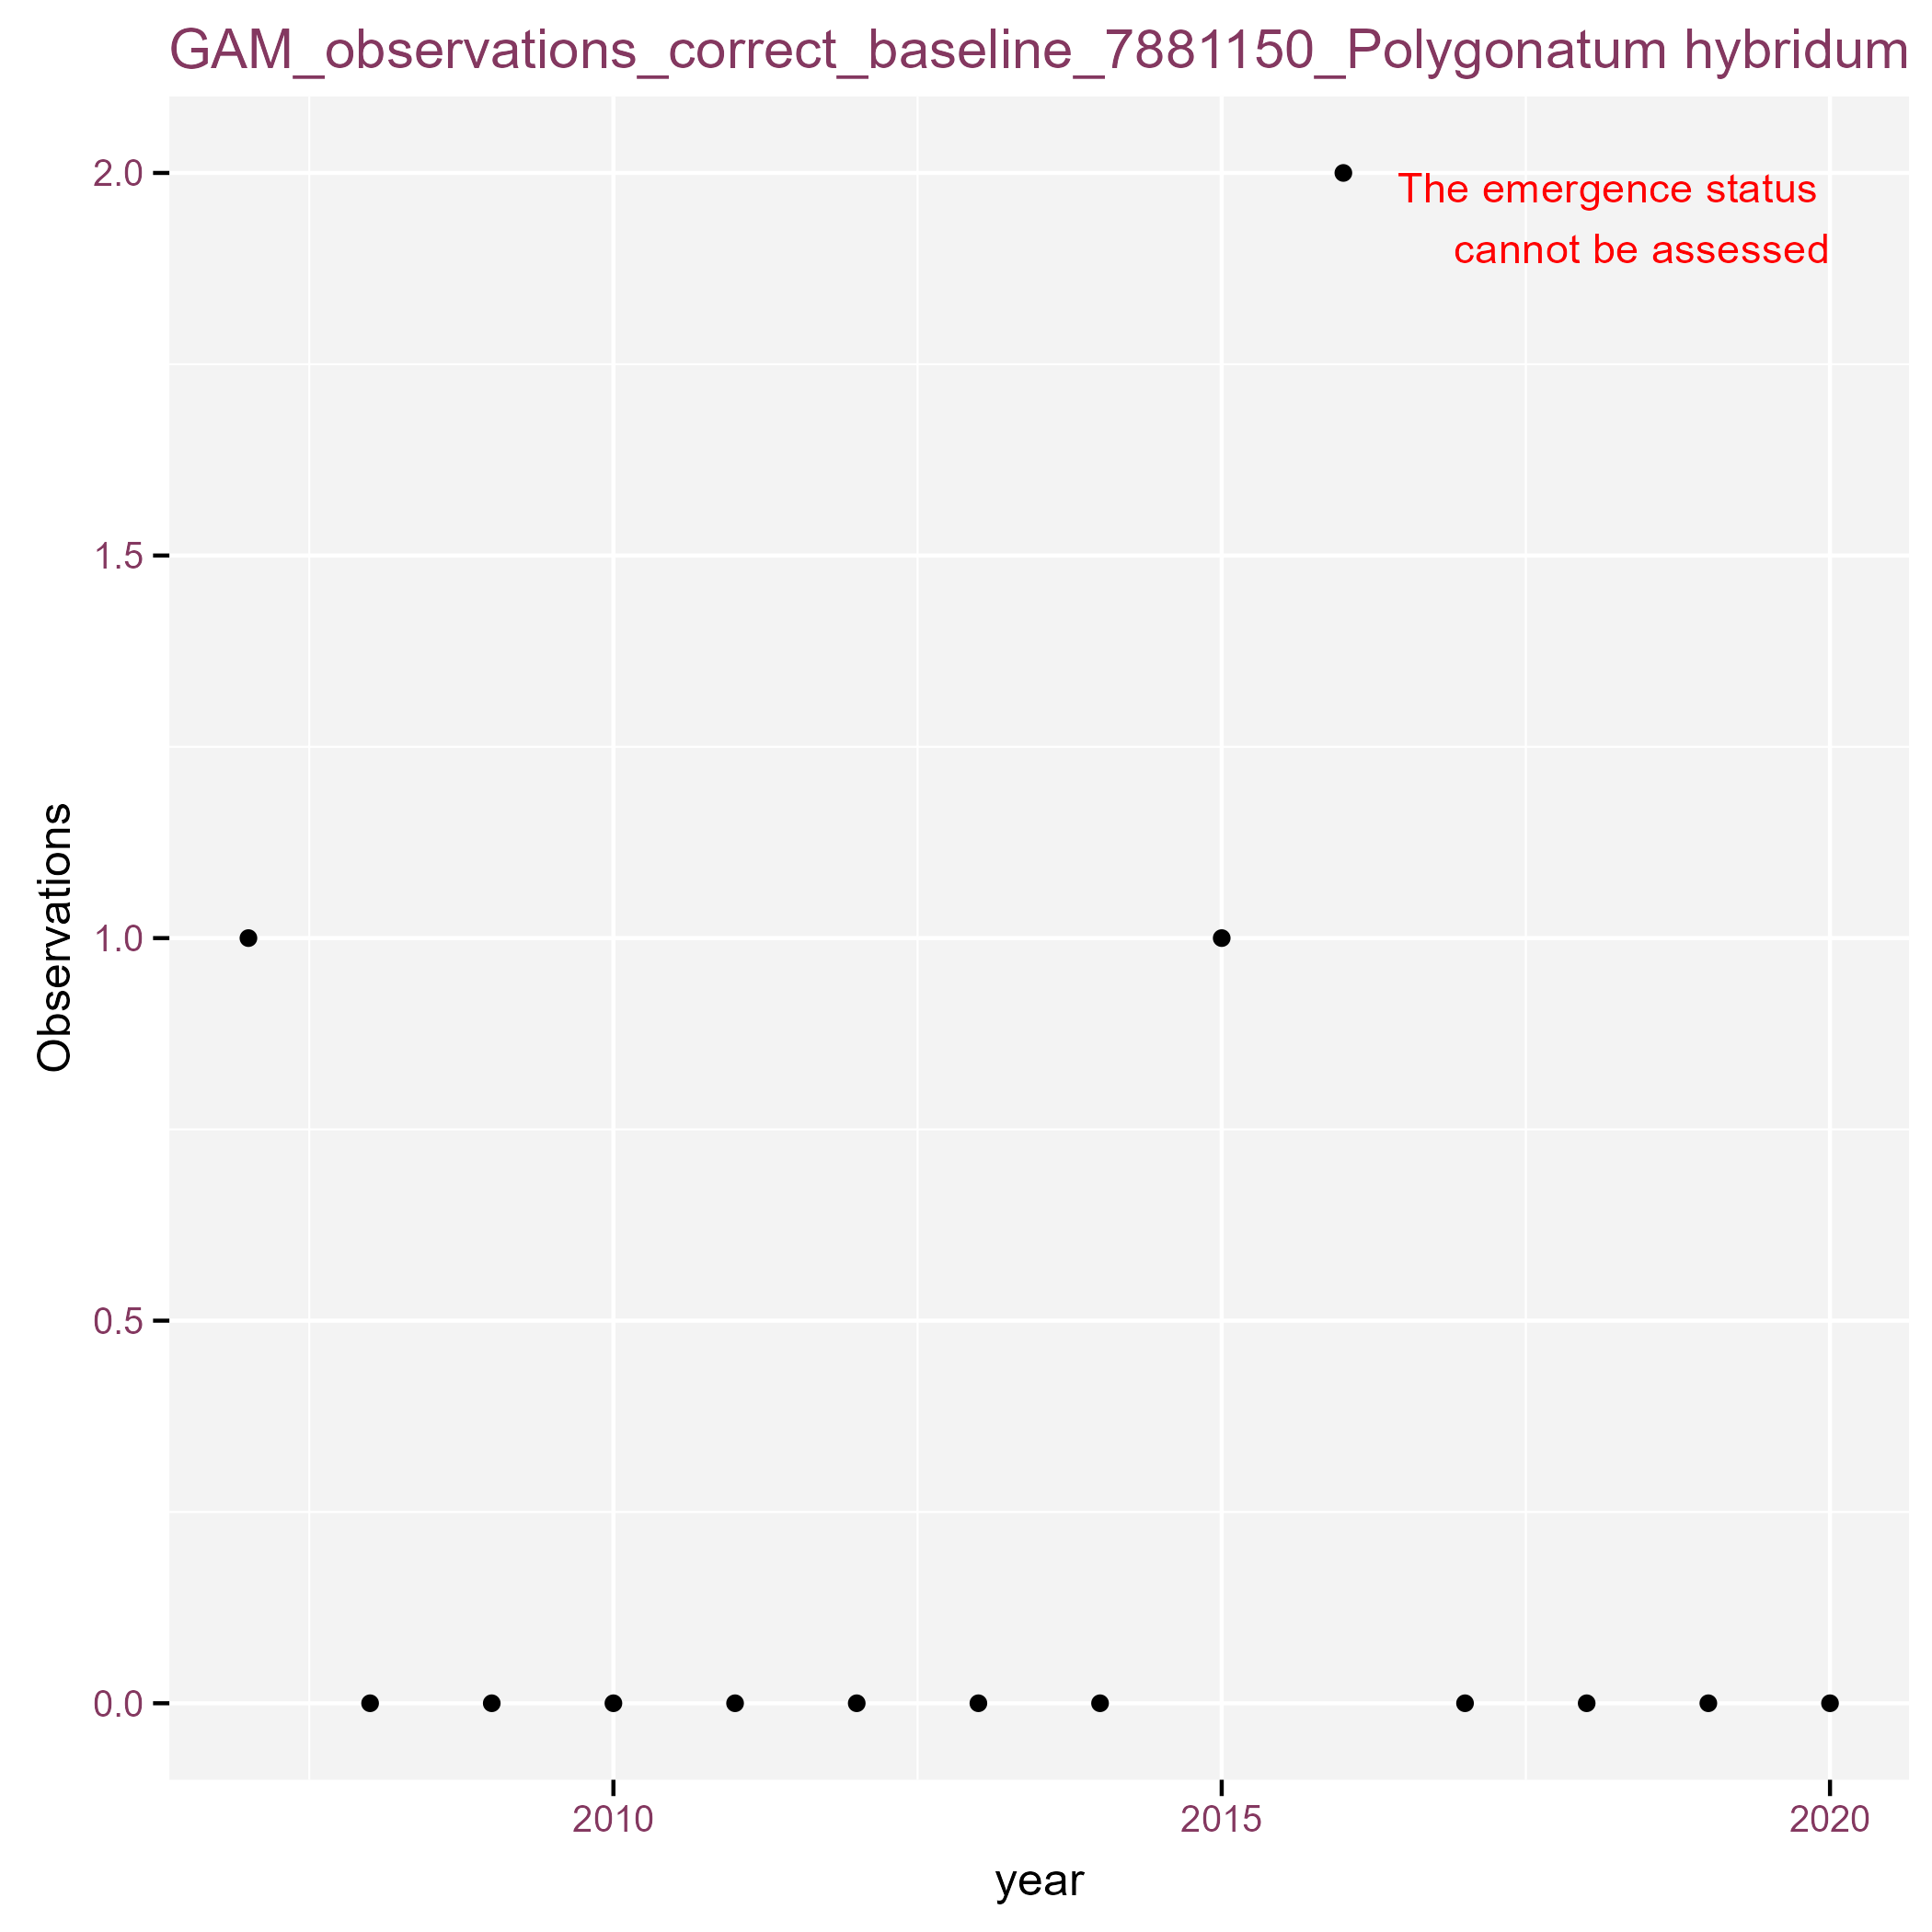 GAM_observations_correct_baseline_7881150_Polygonatum hybridum
2.0
The emergence status
cannot be assessed
1.5
1.0
Observations
0.5
0.0
2010
2015
2020
year